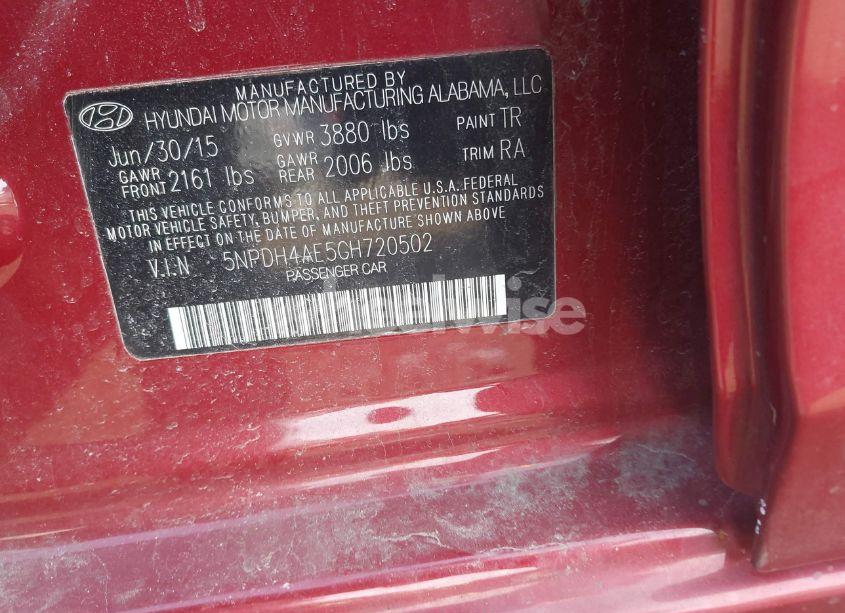 MANUFACTURED BY
HYUNDAI MOTOR MANUFACTURING ALABAMA, LLC
Jun/30/15 GVWR 3880 lbs PAINT TR
GAWR FRONT 2161 lbs GAWR REAR 2006 lbs TRIM RA
THIS VEHICLE CONFORMS TO ALL APPLICABLE U.S.A. FEDERAL
MOTOR VEHICLE SAFETY, BUMPER, AND THEFT PREVENTION STANDARDS
IN EFFECT ON THE DATE OF MANUFACTURE SHOWN ABOVE
V.I.N 5NPDH4AE5GH720502
PASSENGER CAR